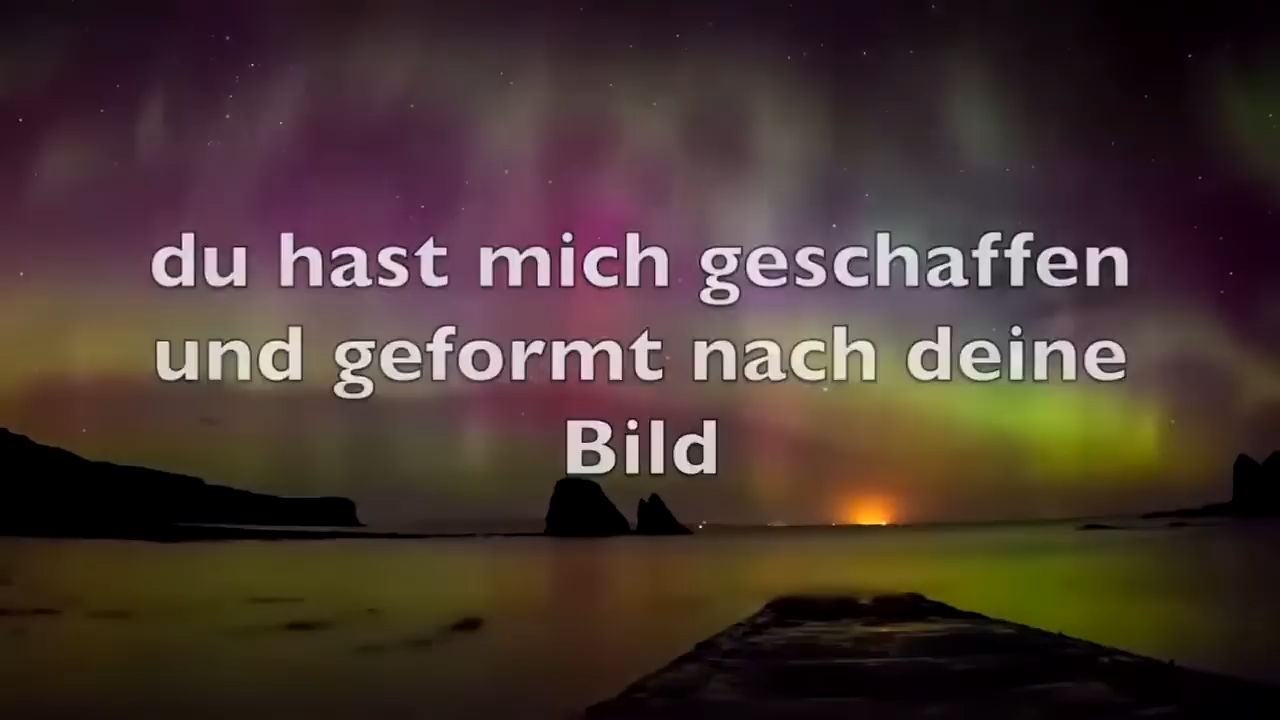 du hast mich geschaffen
und geformt nach deine
Bild